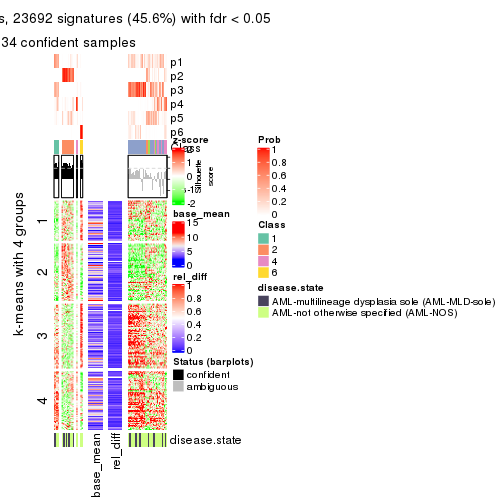 s, 23692 signatures (45.6%) with fdr < 0.05
34 confident samples
p1
p2
p3
p4
p5
p6
Class
Silhouette
score
k-means with 4 groups
1
2
3
4
base_mean
rel_diff
disease.state
z-score
1
0
-1
-2
base_mean
15
10
5
0
rel_diff
1
0.8
0.6
0.4
0.2
0
Status (barplots)
confident
ambiguous
Prob
1
0.8
0.6
0.4
0.2
0
Class
1
2
4
6
disease.state
AML-multilineage dysplasia sole (AML-MLD-sole)
AML-not otherwise specified (AML-NOS)